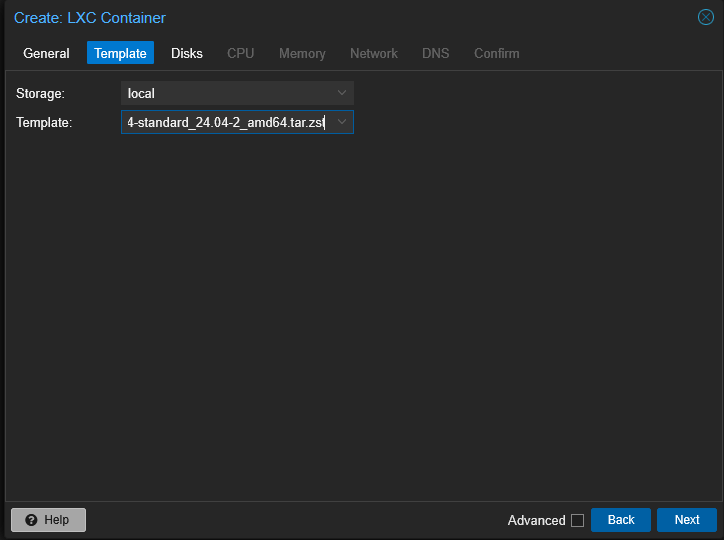 Create: LXC Container
General Template Disks CPU Memory Network DNS Confirm
Storage: local
Template: 4-standard_24.04-2_amd64.tar.zst
Help Advanced Back Next